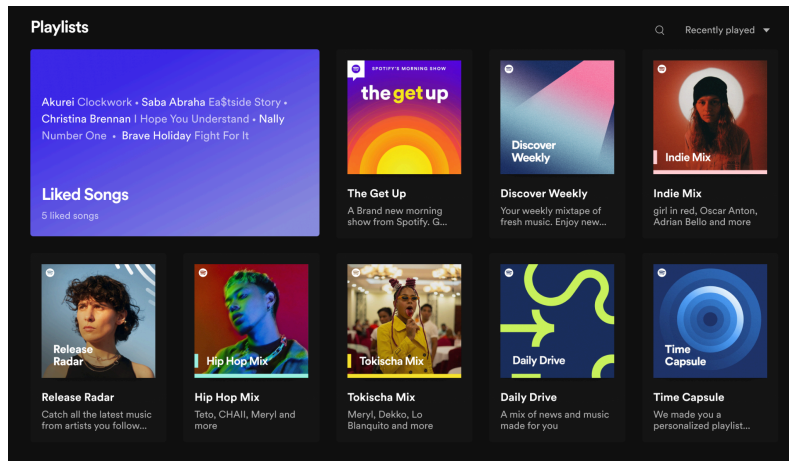 Playlists
Recently played
Akurei Clockwork • Saba Abraha Ea$tside Story •
Christina Brennan I Hope You Understand • Nally
Number One • Brave Holiday Fight For It
Liked Songs
5 liked songs
SPOTIFY'S MORNING SHOW
the get up
The Get Up
A Brand new morning
show from Spotify. G...
Discover
Weekly
Discover Weekly
Your weekly mixtape of
fresh music. Enjoy new...
Indie Mix
Indie Mix
girl in red, Oscar Anton,
Adrian Bello and more
Release
Radar
Release Radar
Catch all the latest music
from artists you follow...
Hip Hop Mix
Hip Hop Mix
Teto, CHAII, Meryl and
more
Tokischa Mix
Tokischa Mix
Meryl, Dekko, Lo
Blanquito and more
Daily Drive
Daily Drive
A mix of news and music
made for you
Time
Capsule
Time Capsule
We made you a
personalized playlist...